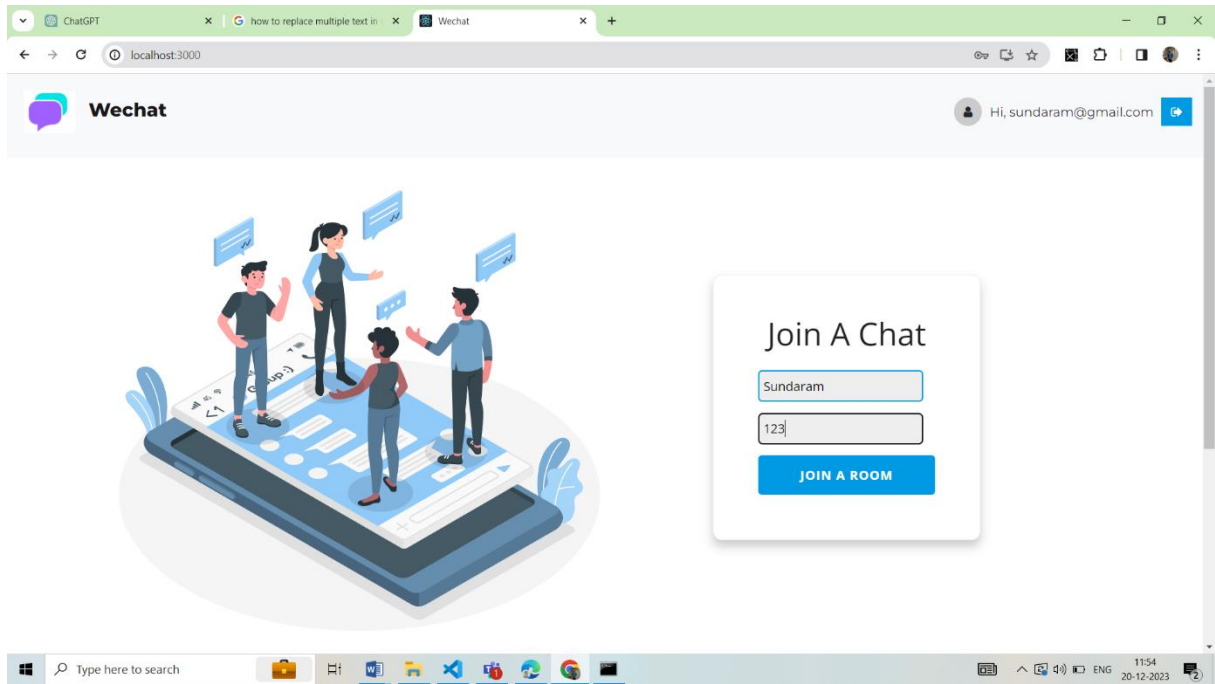 ChatGPT
how to replace multiple text in
Wechat
localhost:3000
Wechat
Hi, sundaram@gmail.com
Join A Chat
Sundaram
123
JOIN A ROOM
Type here to search
ENG
11:54
20-12-2023
2